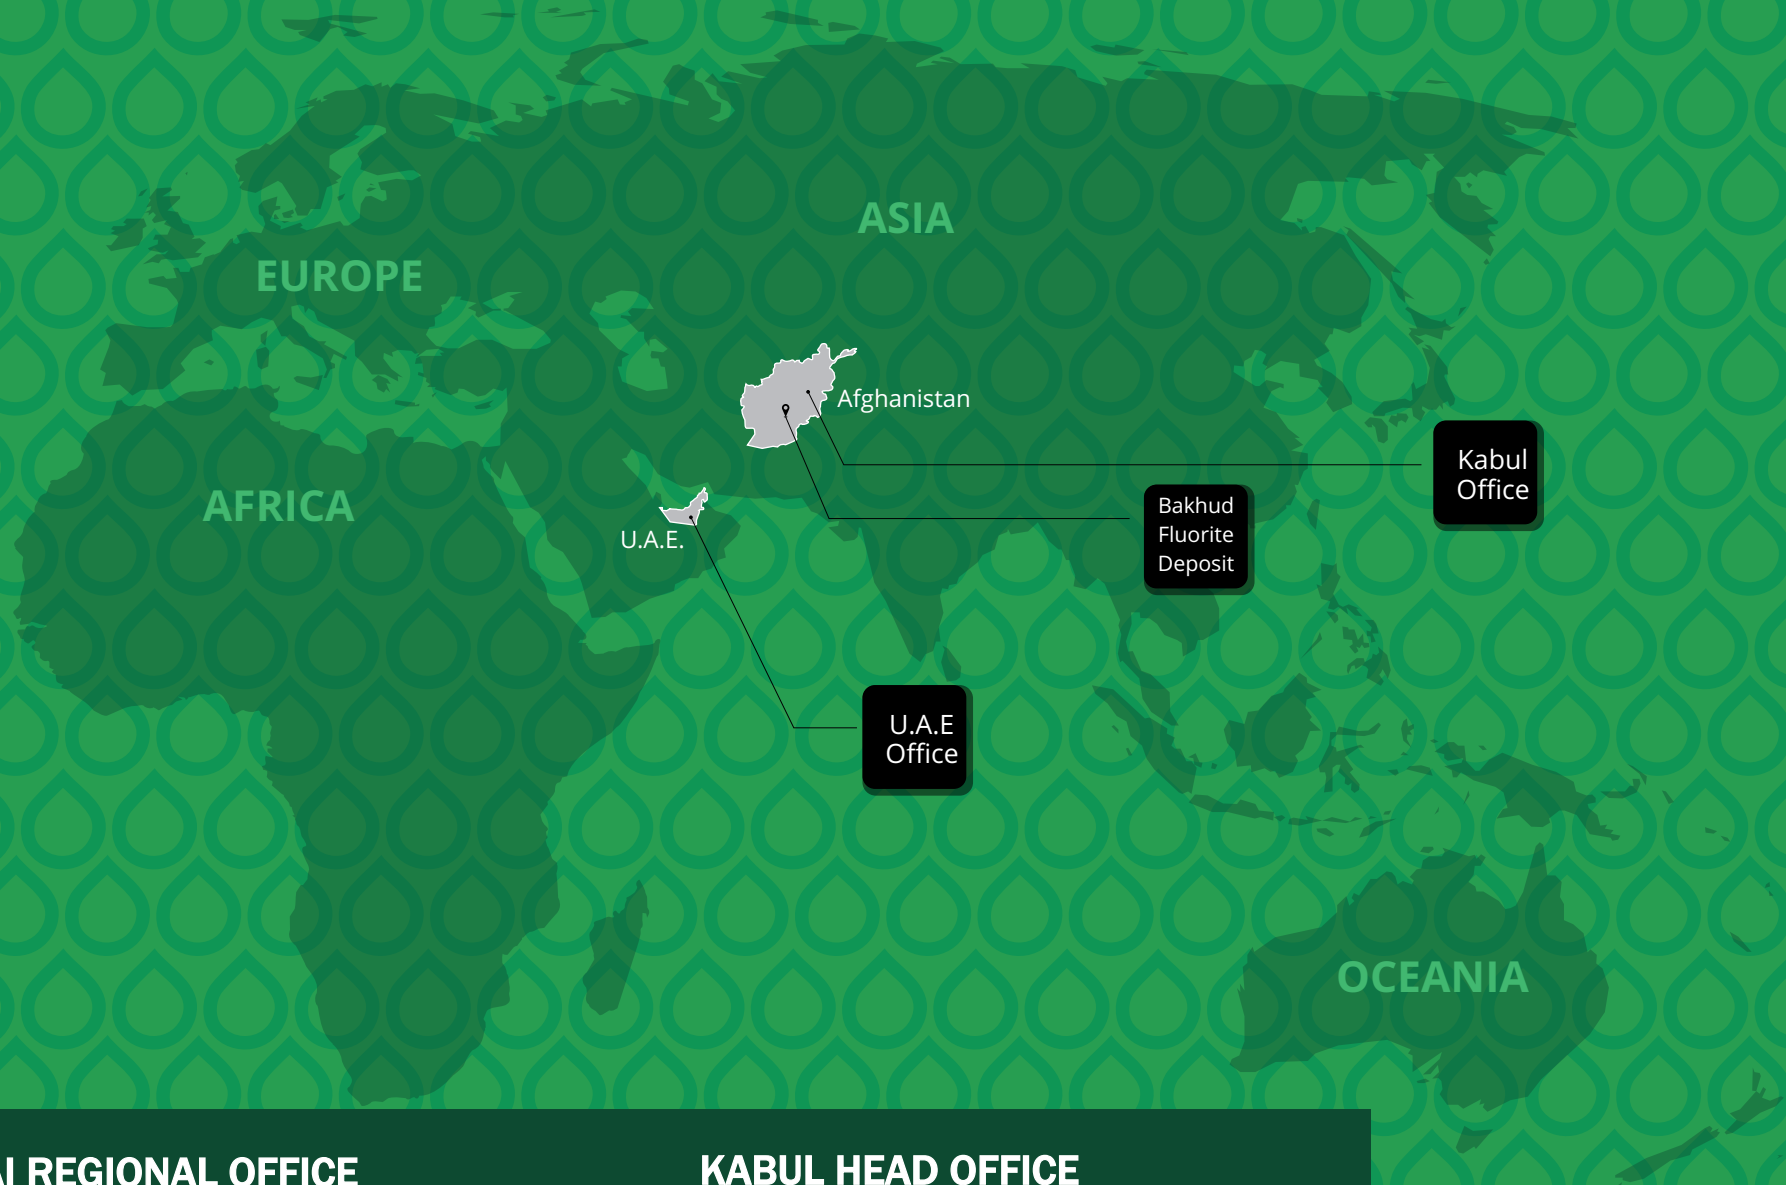 ASIA
EUROPE
Afghanistan
Kabul
Office
AFRICA
Bakhud
Fluorite
Deposit
U.A.E.
U.A.E
Office
OCEANIA
REGIONAL OFFICE
KABUL HEAD OFFICE